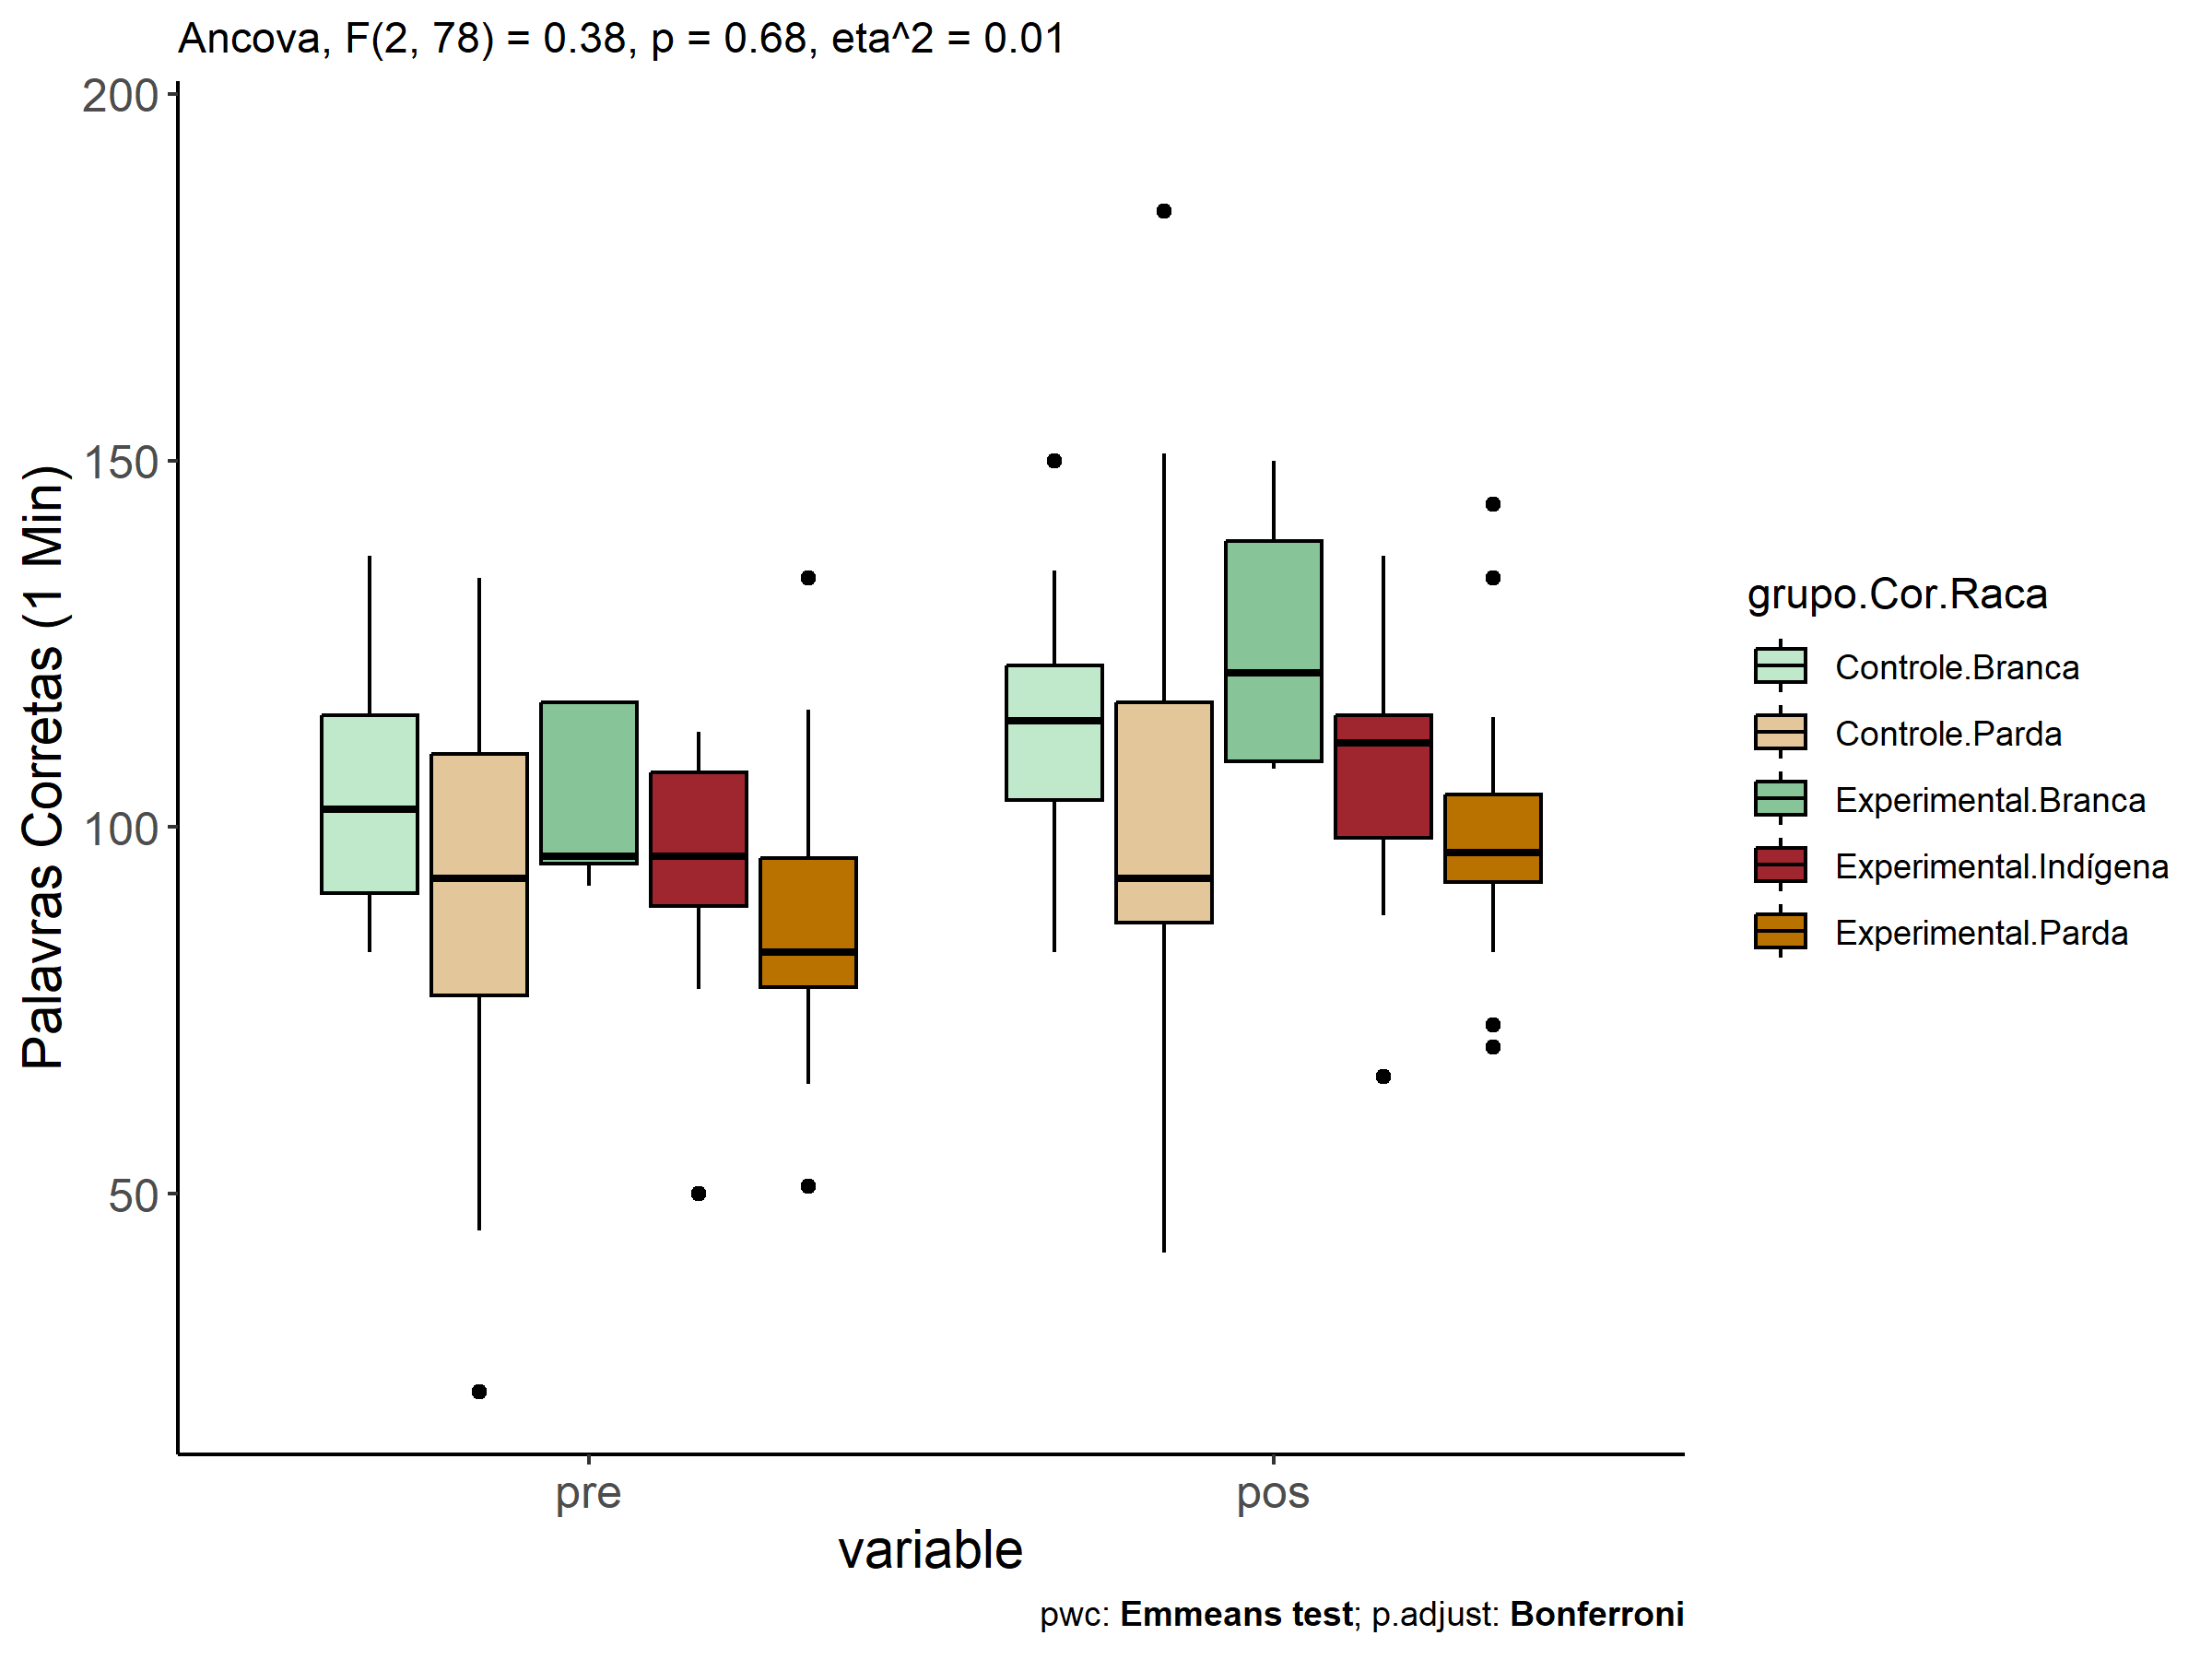 Ancova, F(2, 78) = 0.38, p = 0.68, eta^2 = 0.01
200
150
100
50
Palavras Corretas (1 Min)
pre
pos
variable
grupo.Cor.Raca
Controle.Branca
Controle.Parda
Experimental.Branca
Experimental.Indígena
Experimental.Parda
pwc: Emmeans test; p.adjust: Bonferroni